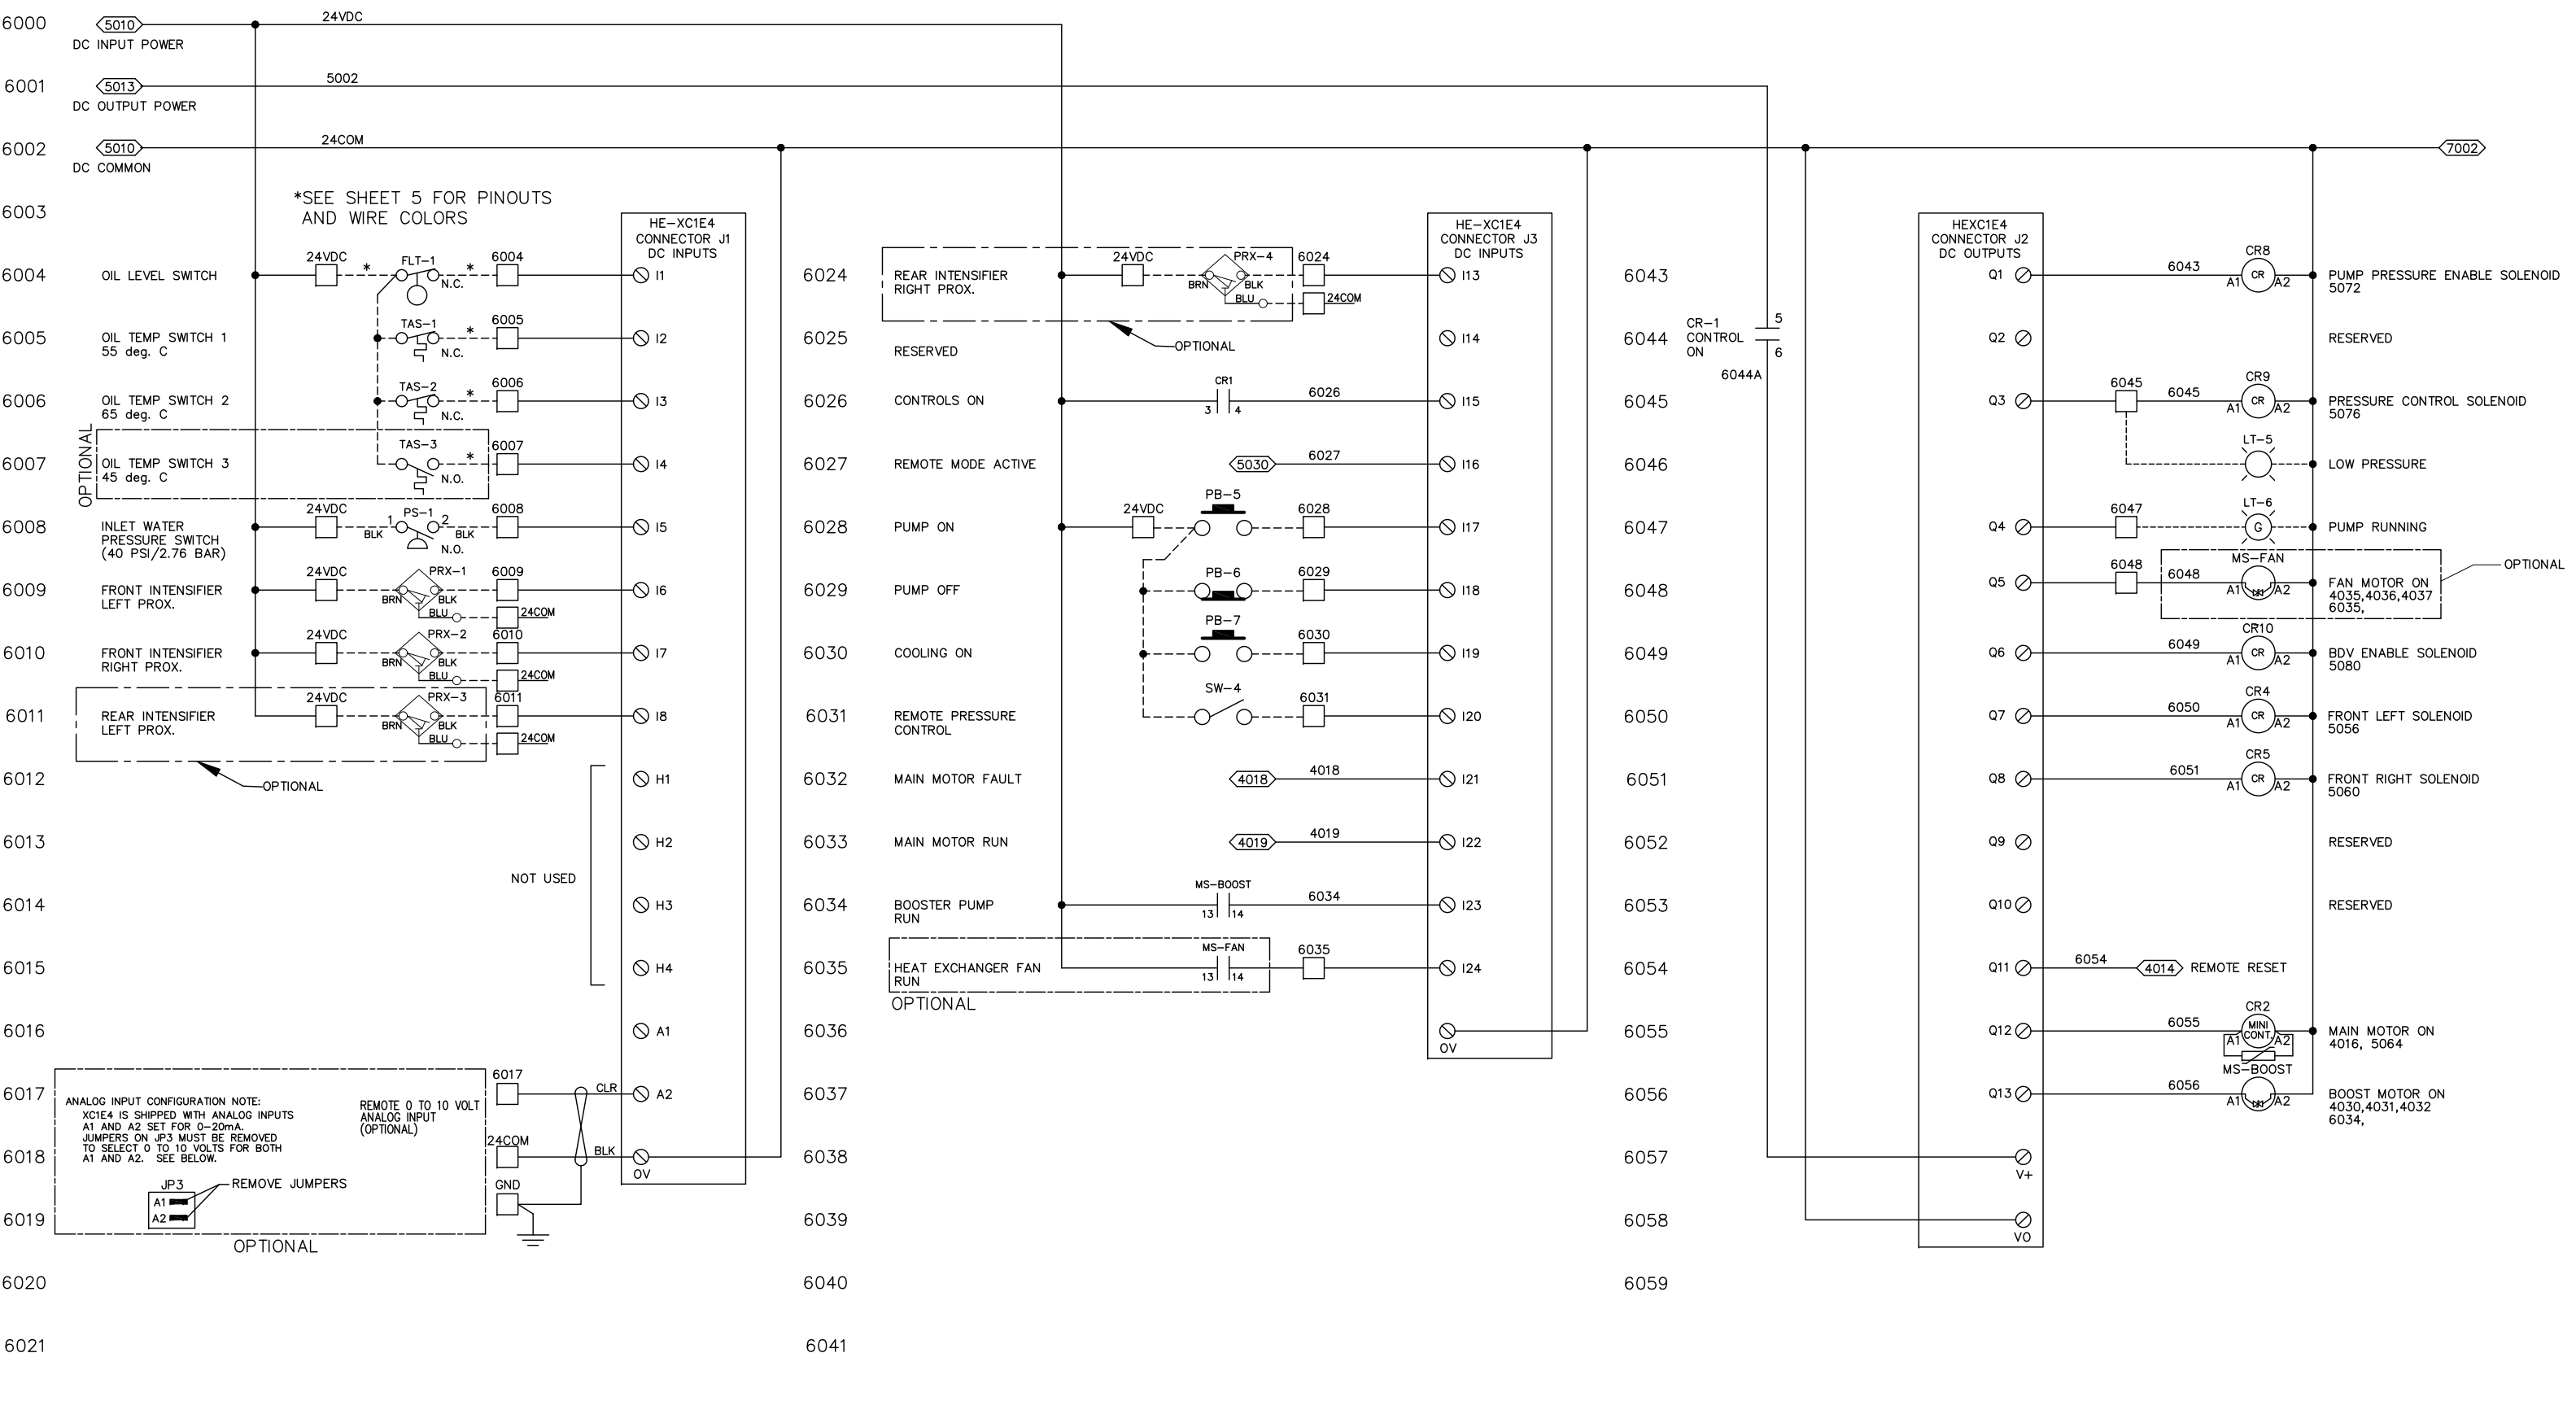 6000
5010
24VDC
DC INPUT POWER
6001
5013
5002
DC OUTPUT POWER
6002
5010
24COM
7002
DC COMMON
6003
*SEE SHEET 5 FOR PINOUTS
AND WIRE COLORS
HE-XC1E4
CONNECTOR J1
DC INPUTS
6004
OIL LEVEL SWITCH
24VDC
*
FLT-1
N.C.
*
6004
I1
6005
OIL TEMP SWITCH 1
55 deg. C
TAS-1
N.C.
*
6005
I2
6006
OIL TEMP SWITCH 2
65 deg. C
TAS-2
N.C.
*
6006
I3
OPTIONAL
6007
OIL TEMP SWITCH 3
45 deg. C
TAS-3
N.O.
*
6007
I4
6008
INLET WATER
PRESSURE SWITCH
(40 PSI/2.76 BAR)
24VDC
1
BLK
PS-1
2
BLK
N.O.
6008
I5
6009
FRONT INTENSIFIER
LEFT PROX.
24VDC
PRX-1
BRN
BLK
BLU
6009
24COM
I6
6010
FRONT INTENSIFIER
RIGHT PROX.
24VDC
PRX-2
BRN
BLK
BLU
6010
24COM
I7
6011
REAR INTENSIFIER
LEFT PROX.
24VDC
PRX-3
BRN
BLK
BLU
6011
24COM
I8
OPTIONAL
6012
H1
6013
H2
NOT USED
6014
H3
6015
H4
6016
A1
6017
ANALOG INPUT CONFIGURATION NOTE:
XC1E4 IS SHIPPED WITH ANALOG INPUTS
A1 AND A2 SET FOR 0-20mA.
JUMPERS ON JP3 MUST BE REMOVED
TO SELECT 0 TO 10 VOLTS FOR BOTH
A1 AND A2.  SEE BELOW.
REMOTE 0 TO 10 VOLT
ANALOG INPUT
(OPTIONAL)
6017
CLR
A2
6018
24COM
BLK
0V
JP3
A1
A2
REMOVE JUMPERS
GND
6019
OPTIONAL
6020
6021
HE-XC1E4
CONNECTOR J3
DC INPUTS
6024
REAR INTENSIFIER
RIGHT PROX.
24VDC
PRX-4
BRN
BLK
BLU
6024
24COM
I13
OPTIONAL
6025
RESERVED
I14
6026
CONTROLS ON
CR1
3
4
6026
I15
6027
REMOTE MODE ACTIVE
5030
6027
I16
6028
PUMP ON
24VDC
PB-5
6028
I17
6029
PUMP OFF
PB-6
6029
I18
6030
COOLING ON
PB-7
6030
I19
6031
REMOTE PRESSURE
CONTROL
SW-4
6031
I20
6032
MAIN MOTOR FAULT
4018
4018
I21
6033
MAIN MOTOR RUN
4019
4019
I22
6034
BOOSTER PUMP
RUN
MS-BOOST
13
14
6034
I23
6035
HEAT EXCHANGER FAN
RUN
MS-FAN
13
14
6035
I24
OPTIONAL
6036
0V
6037
6038
6039
6040
6041
HEXC1E4
CONNECTOR J2
DC OUTPUTS
6043
Q1
6043
CR8
A1
CR
A2
PUMP PRESSURE ENABLE SOLENOID
5072
6044
CR-1
CONTROL
ON
5
6
6044A
Q2
RESERVED
6045
Q3
6045
6045
CR9
A1
CR
A2
PRESSURE CONTROL SOLENOID
5076
6046
LT-5
LOW PRESSURE
6047
Q4
6047
LT-6
G
PUMP RUNNING
6048
Q5
6048
6048
MS-FAN
A1
A2
FAN MOTOR ON
4035,4036,4037
6035,
OPTIONAL
6049
Q6
6049
CR10
A1
CR
A2
BDV ENABLE SOLENOID
5080
6050
Q7
6050
CR4
A1
CR
A2
FRONT LEFT SOLENOID
5056
6051
Q8
6051
CR5
A1
CR
A2
FRONT RIGHT SOLENOID
5060
6052
Q9
RESERVED
6053
Q10
RESERVED
6054
Q11
6054
4014
REMOTE RESET
6055
Q12
6055
CR2
MINI
CONT.
A1
A2
MAIN MOTOR ON
4016, 5064
6056
Q13
6056
MS-BOOST
A1
A2
BOOST MOTOR ON
4030,4031,4032
6034,
6057
V+
6058
V0
6059